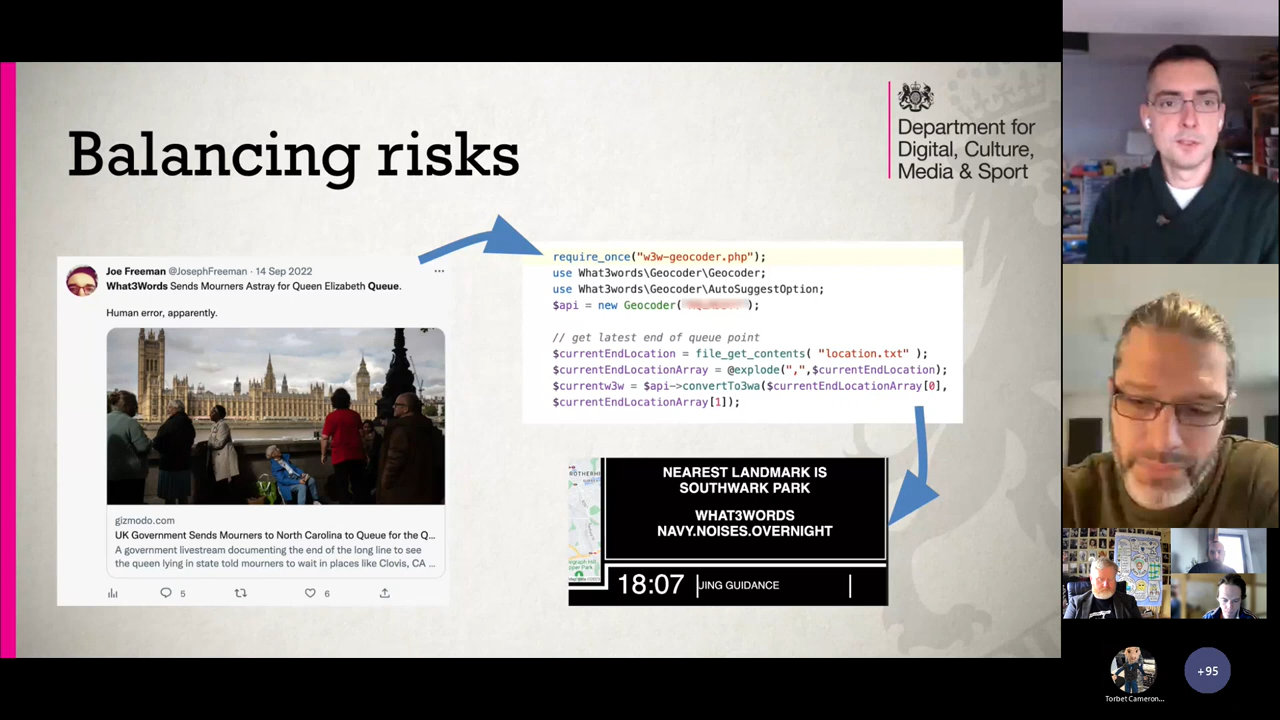 Balancing risks
Department for
Digital, Culture,
Media & Sport
Joe Freeman @JosephFreeman · 14 Sep 2022
What3Words Sends Mourners Astray for Queen Elizabeth Queue.
Human error, apparently.
gizmodo.com
UK Government Sends Mourners to North Carolina to Queue for the Q...
A government livestream documenting the end of the long line to see
the queen lying in state told mourners to wait in places like Clovis, CA ...
5
6
require_once("w3w-geocoder.php");
use What3words\Geocoder\Geocoder;
use What3words\Geocoder\AutoSuggestOption;
$api = new Geocoder( );
// get latest end of queue point
$currentEndLocation = file_get_contents( "location.txt" );
$currentEndLocationArray = @explode(",",$currentEndLocation);
$currentw3w = $api->convertTo3wa($currentEndLocationArray[0],
$currentEndLocationArray[1]);
NEAREST LANDMARK IS
SOUTHWARK PARK
WHAT3WORDS
NAVY.NOISES.OVERNIGHT
18:07 JING GUIDANCE
+95
Torbet Cameron...